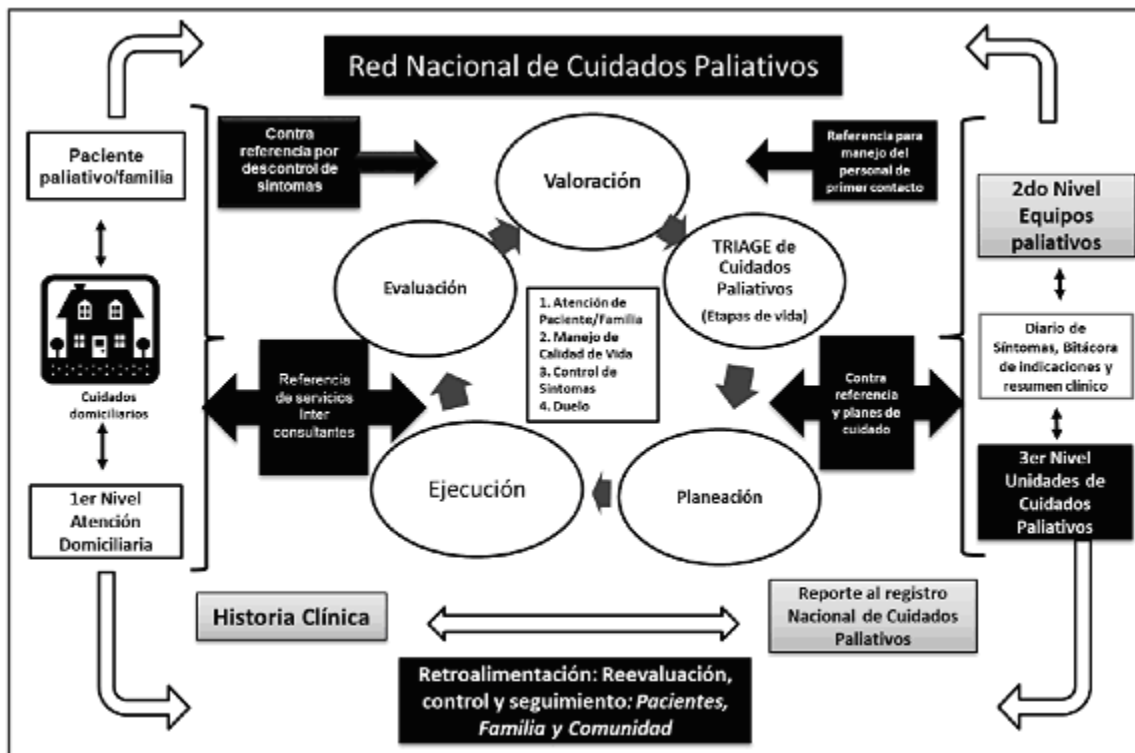 Red Nacional de Cuidados Paliativos
Paciente
paliativo/familia
Cuidados
domiciliarios
1er Nivel
Atención
Domiciliaria
Contra
referencia por
descontrol de
síntomas
Referencia para
manejo del
personal de
primer contacto
Valoración
TRIAGE de
Cuidados
Paliativos
(Etapas de vida)
Evaluación
1. Atención de
Paciente/Familia
2. Manejo de
Calidad de Vida
3. Control de
Síntomas
4. Duelo
Referencia
de servicios
Inter
consultantes
Contra
referencia
y planes de
cuidado
Ejecución
Planeación
2do Nivel
Equipos
paliativos
Diario de
Síntomas, Bitácora
de indicaciones y
resumen clínico
3er Nivel
Unidades de
Cuidados
Paliativos
Historia Clínica
Reporte al registro
Nacional de Cuidados
Paliativos
Retroalimentación: Reevaluación,
control y seguimiento: Pacientes,
Familia y Comunidad